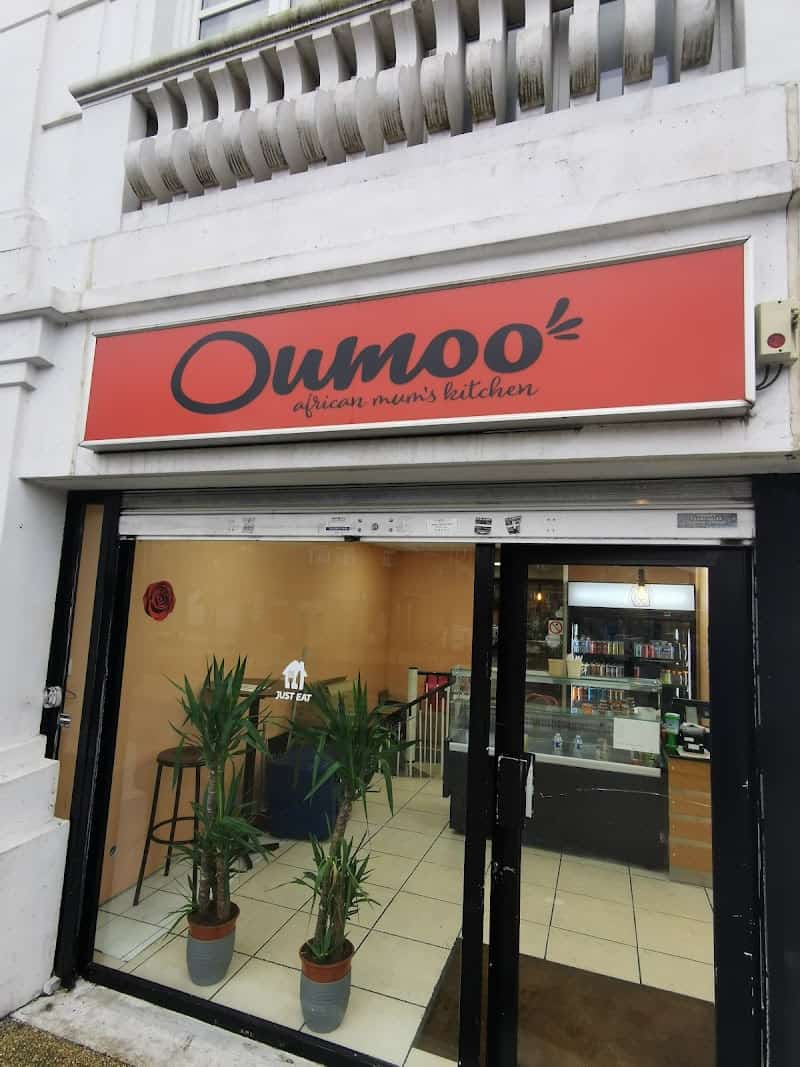 Oumoo
african mum's kitchen
JUST EAT